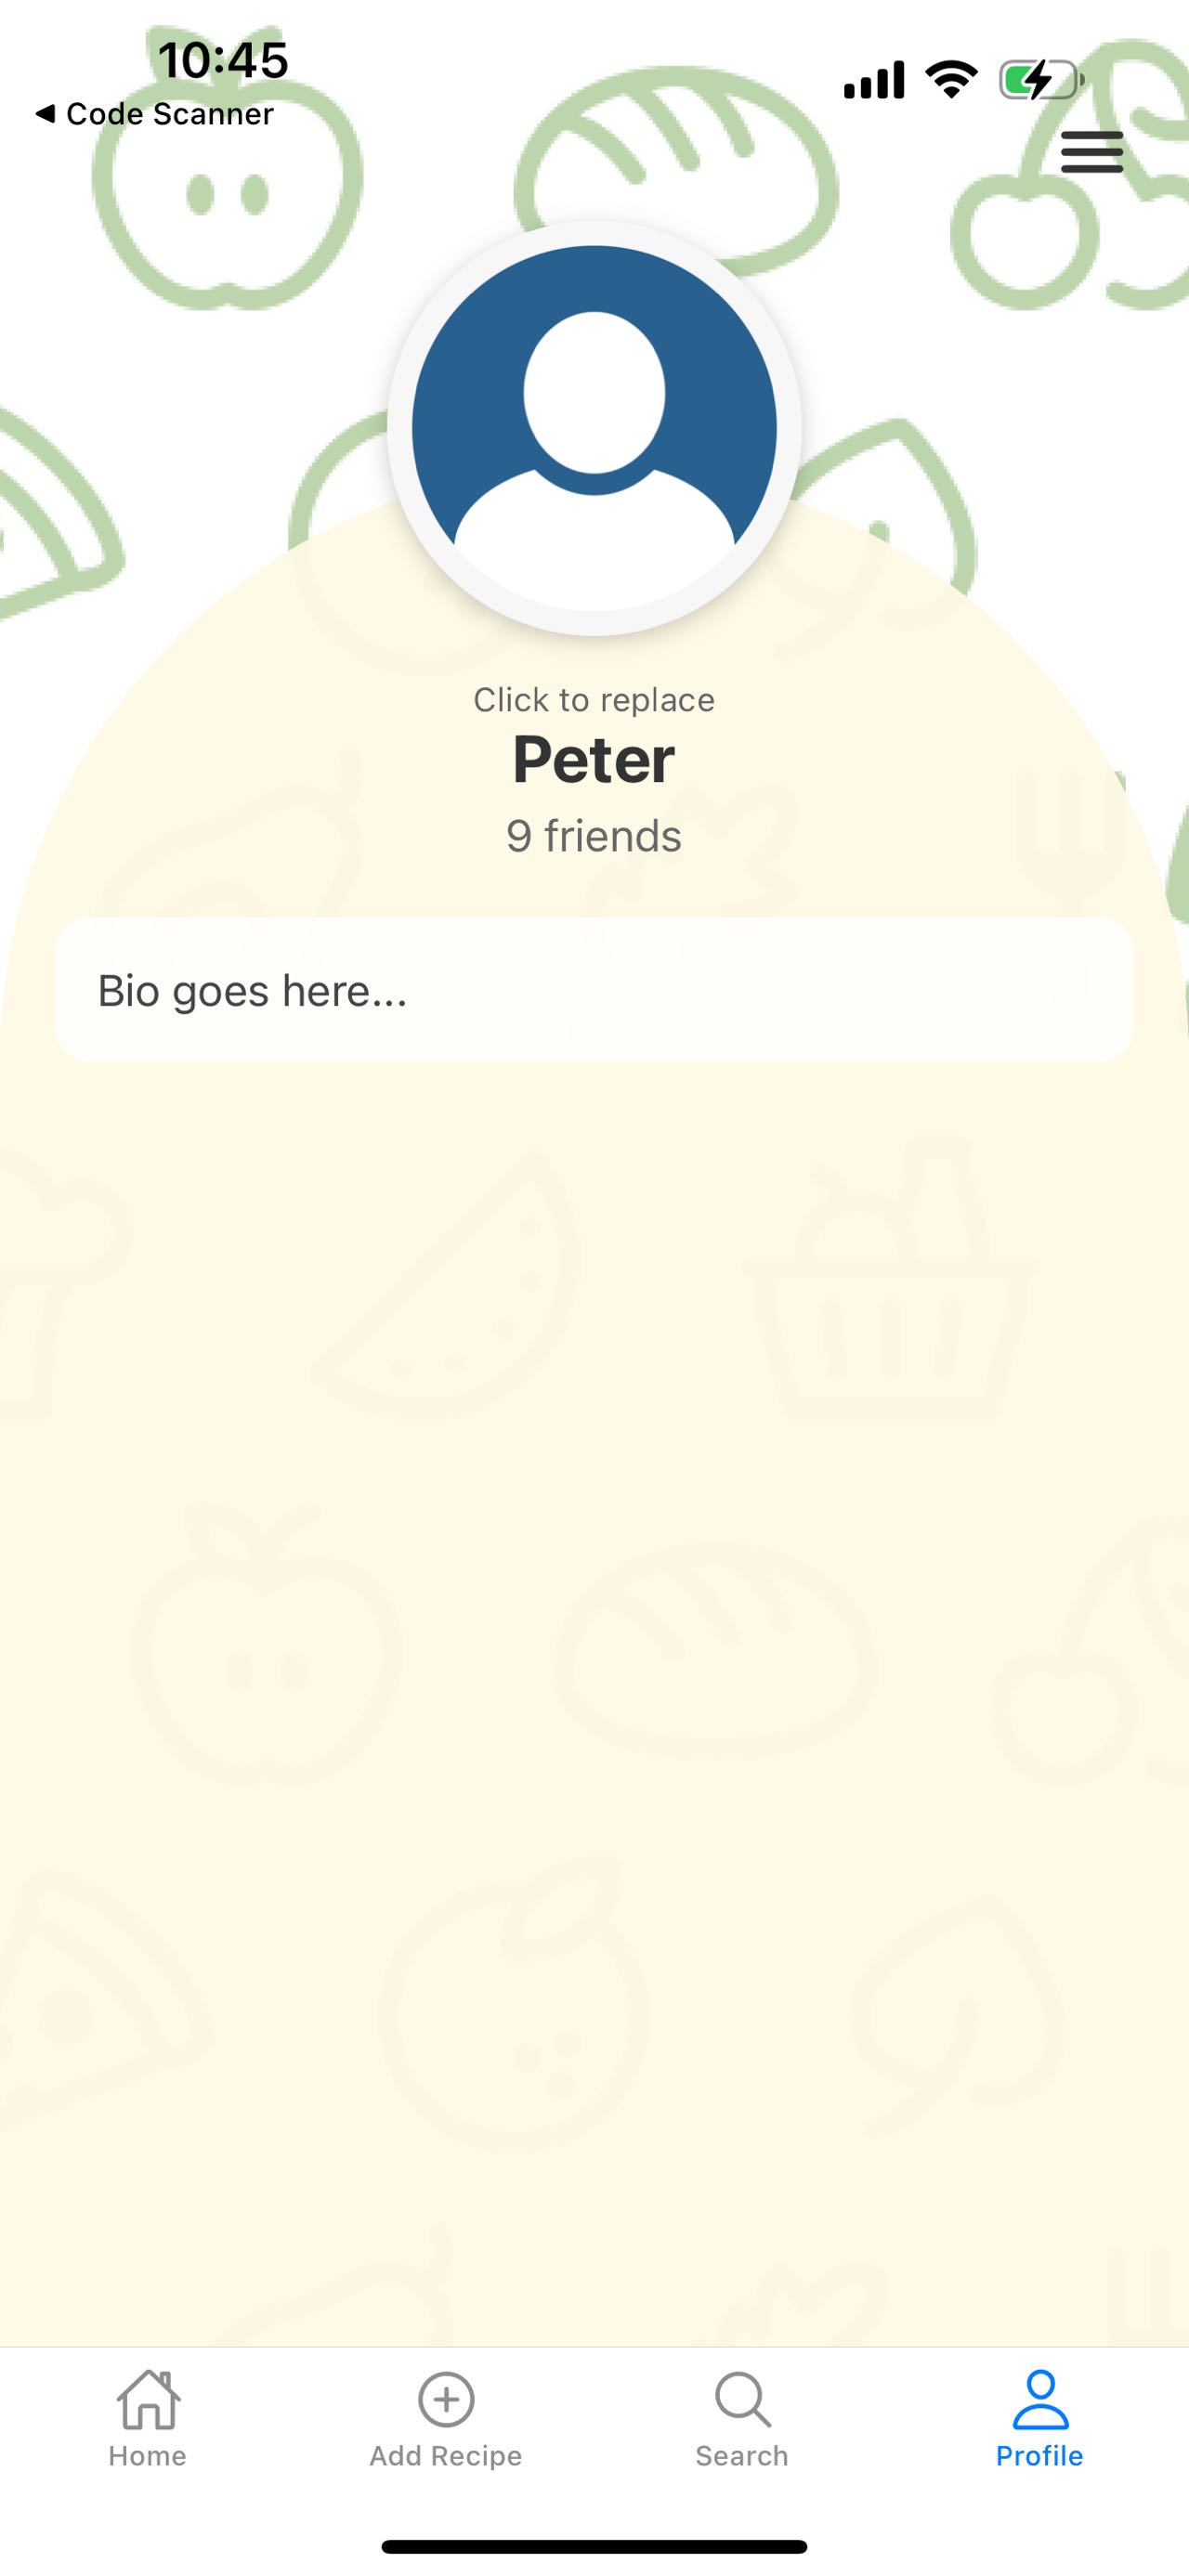 10:45
◀ Code Scanner
Click to replace
Peter
9 friends
Bio goes here...
Home
Add Recipe
Search
Profile